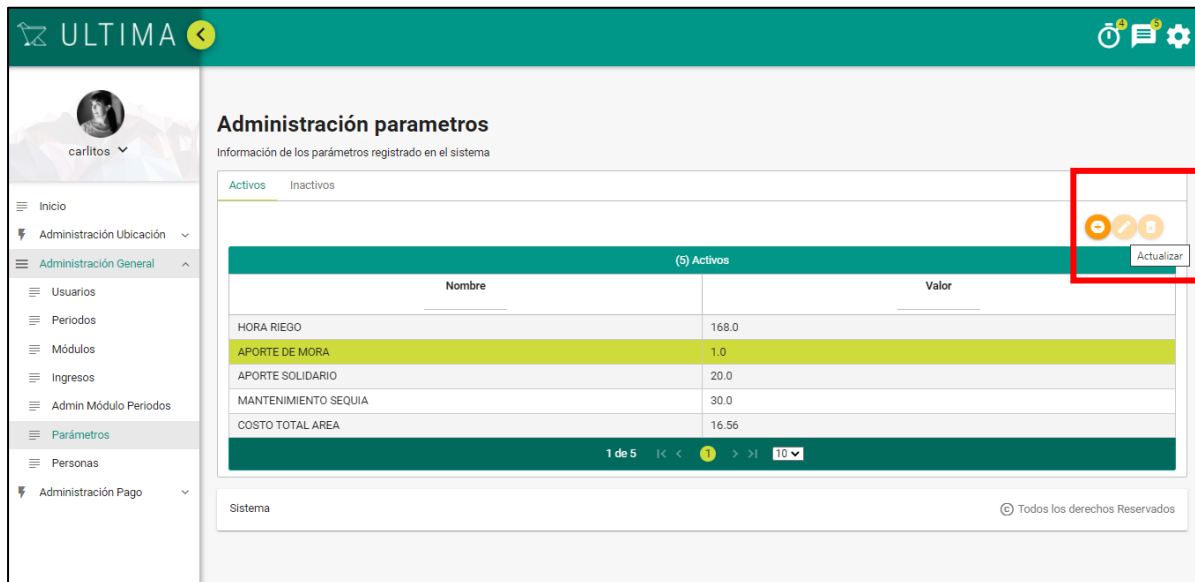 ULTIMA
4
5
carlitos
Inicio
Administración Ubicación
Administración General
Usuarios
Periodos
Módulos
Ingresos
Admin Módulo Periodos
Parámetros
Personas
Administración Pago
Administración parametros
Información de los parámetros registrado en el sistema
Activos Inactivos
Actualizar
(5) Activos
Nombre Valor
HORA RIEGO 168.0
APORTE DE MORA 1.0
APORTE SOLIDARIO 20.0
MANTENIMIENTO SEQUIA 30.0
COSTO TOTAL AREA 16.56
1 de 5 1 10
Sistema © Todos los derechos Reservados